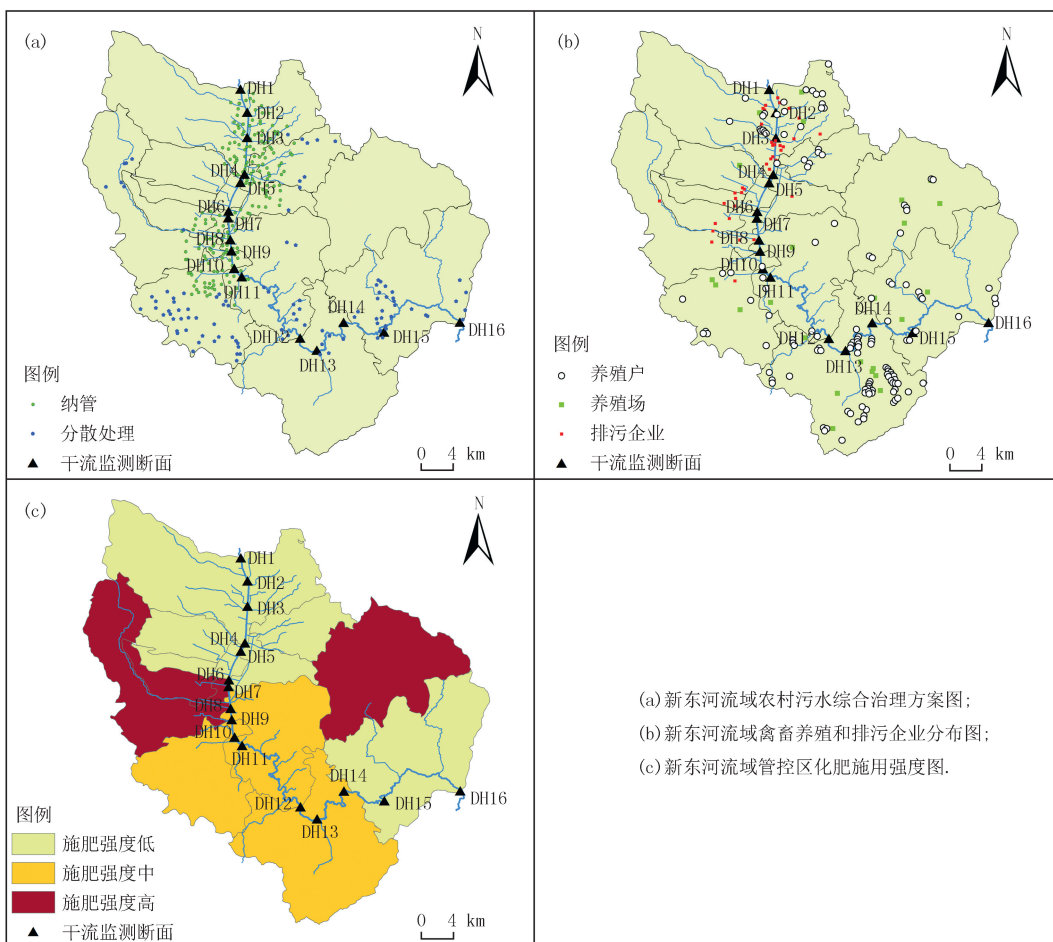 (a)
N
DH1
DH2
DH3
DH4
DH5
DH6
DH7
DH8
DH9
DH10
DH11
DH14
DH12
DH15
DH16
DH13
图例
纳管
分散处理
干流监测断面
0 4 km
(b)
N
DH1
DH2
DH3
DH4
DH5
DH6
DH7
DH8
DH9
DH10
DH11
DH14
DH12
DH15
DH16
DH13
图例
养殖户
养殖场
排污企业
干流监测断面
0 4 km
(c)
N
DH1
DH2
DH3
DH4
DH5
DH6
DH7
DH8
DH9
DH10
DH11
DH14
DH12
DH15
DH16
DH13
图例
施肥强度低
施肥强度中
施肥强度高
干流监测断面
0 4 km
(a)新东河流域农村污水综合治理方案图;
(b)新东河流域禽畜养殖和排污企业分布图;
(c)新东河流域管控区化肥施用强度图.